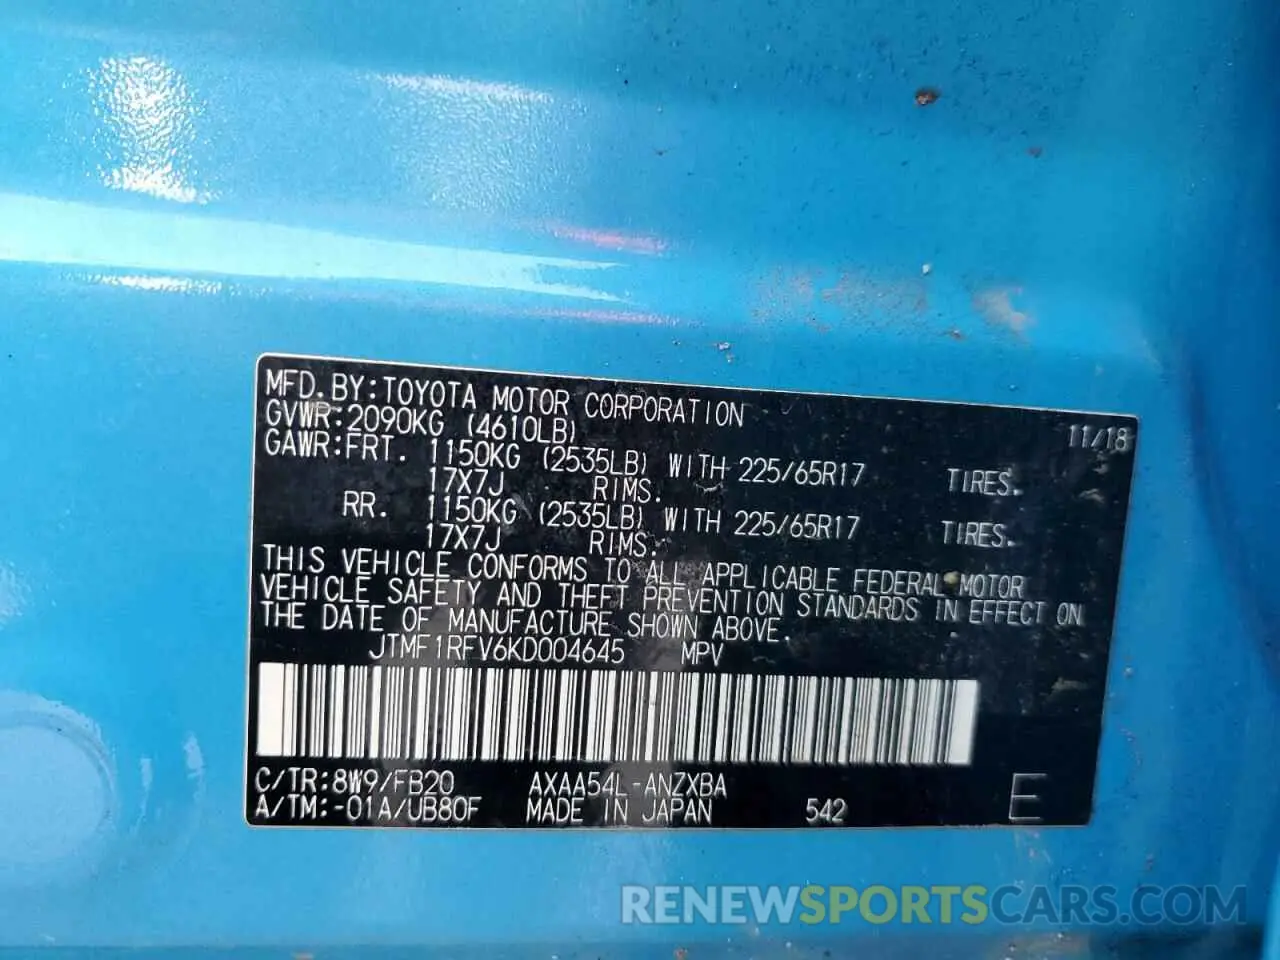 MFD. BY: TOYOTA MOTOR CORPORATION 11/18
GVWR: 2090KG (4610LB)
GAWR: FRT. 1150KG (2535LB) WITH 225/65R17 TIRES.
17X7J RIMS.
RR. 1150KG (2535LB) WITH 225/65R17 TIRES.
17X7J RIMS.
THIS VEHICLE CONFORMS TO ALL APPLICABLE FEDERAL MOTOR
VEHICLE SAFETY AND THEFT PREVENTION STANDARDS IN EFFECT ON
THE DATE OF MANUFACTURE SHOWN ABOVE.
JTMF1RFV6KD004645 MPV
C/TR: 8W9/FB20 AXAA54L-ANZXBA
A/TM: -01A/UB80F MADE IN JAPAN 542 E
RENEWSPORTSCARS.COM